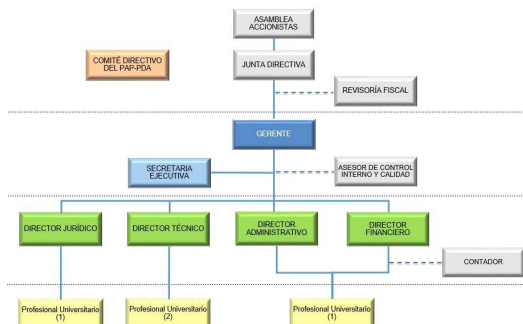 ASAMBLEA
ACCIONISTAS
COMITÉ DIRECTIVO
DEL PAP-PDA
JUNTA DIRECTIVA
REVISORÍA FISCAL
GERENTE
SECRETARIA
EJECUTIVA
ASESOR DE CONTROL
INTERNO Y CALIDAD
DIRECTOR JURÍDICO
DIRECTOR TÉCNICO
DIRECTOR
ADMINISTRATIVO
DIRECTOR
FINANCIERO
CONTADOR
Profesional Universitario
(1)
Profesional Universitario
(2)
Profesional Universitario
(1)